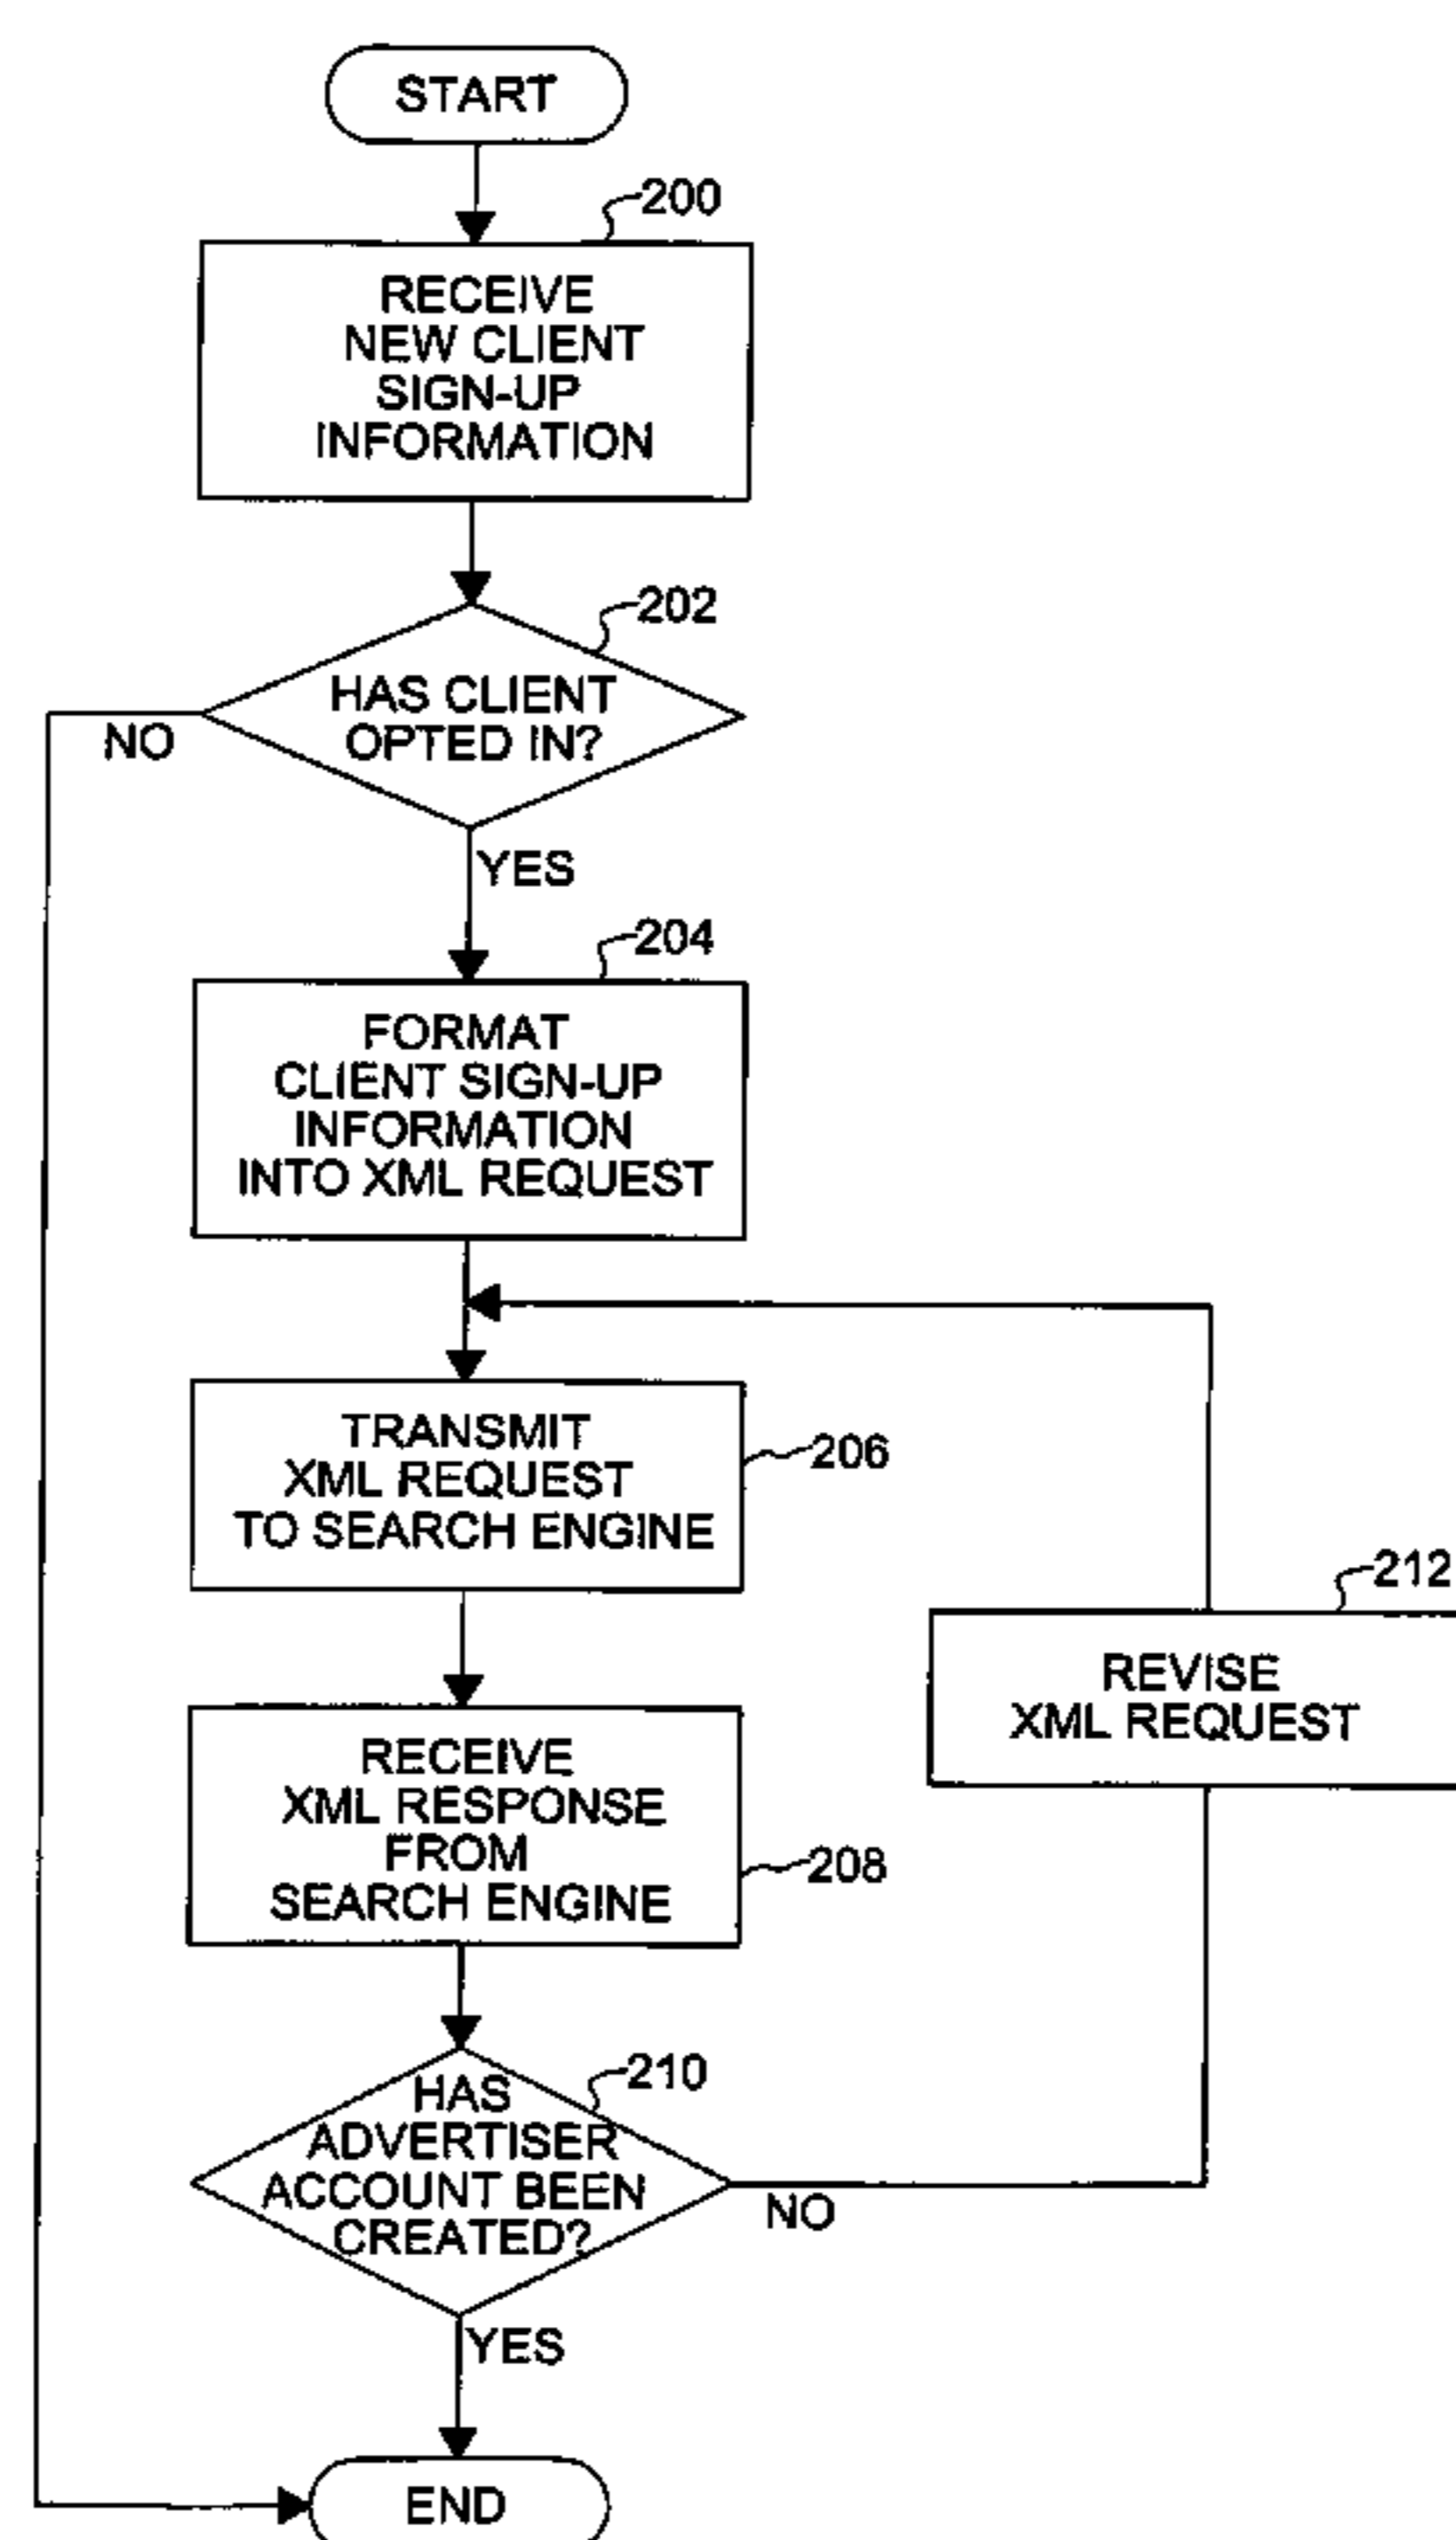 START
200
RECEIVE
NEW CLIENT
SIGN-UP
INFORMATION
202
HAS CLIENT
OPTED IN?
NO
YES
204
FORMAT
CLIENT SIGN-UP
INFORMATION
INTO XML REQUEST
TRANSMIT
XML REQUEST
TO SEARCH ENGINE
206
212
REVISE
XML REQUEST
RECEIVE
XML RESPONSE
FROM
SEARCH ENGINE
208
210
HAS
ADVERTISER
ACCOUNT BEEN
CREATED?
NO
YES
END